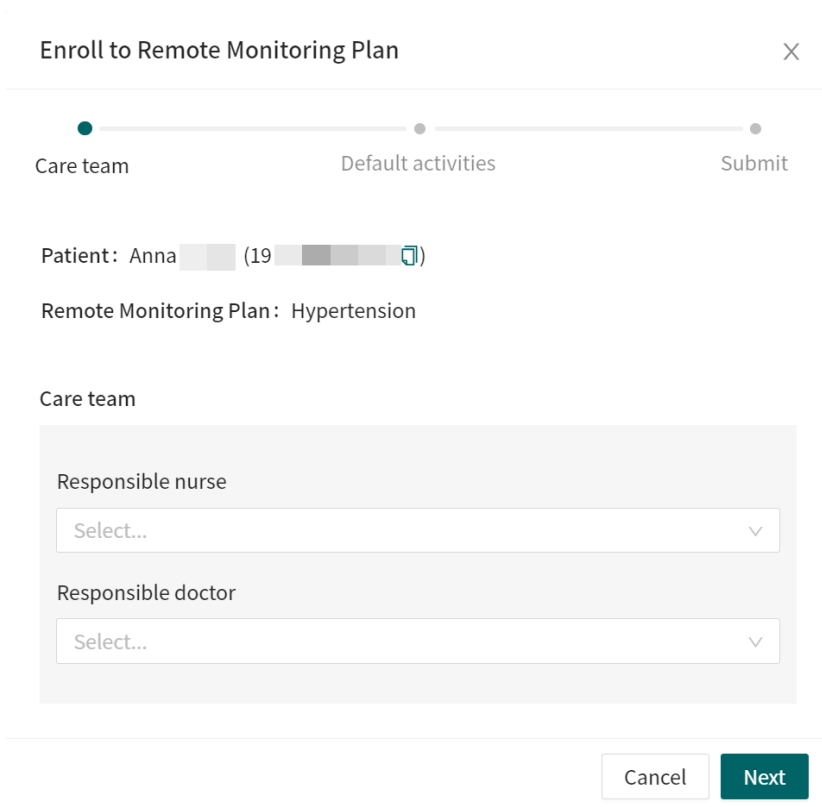 Enroll to Remote Monitoring Plan
Care team
Default activities
Submit
Patient: Anna (19 )
Remote Monitoring Plan: Hypertension
Care team
Responsible nurse
Select...
Responsible doctor
Select...
Cancel
Next